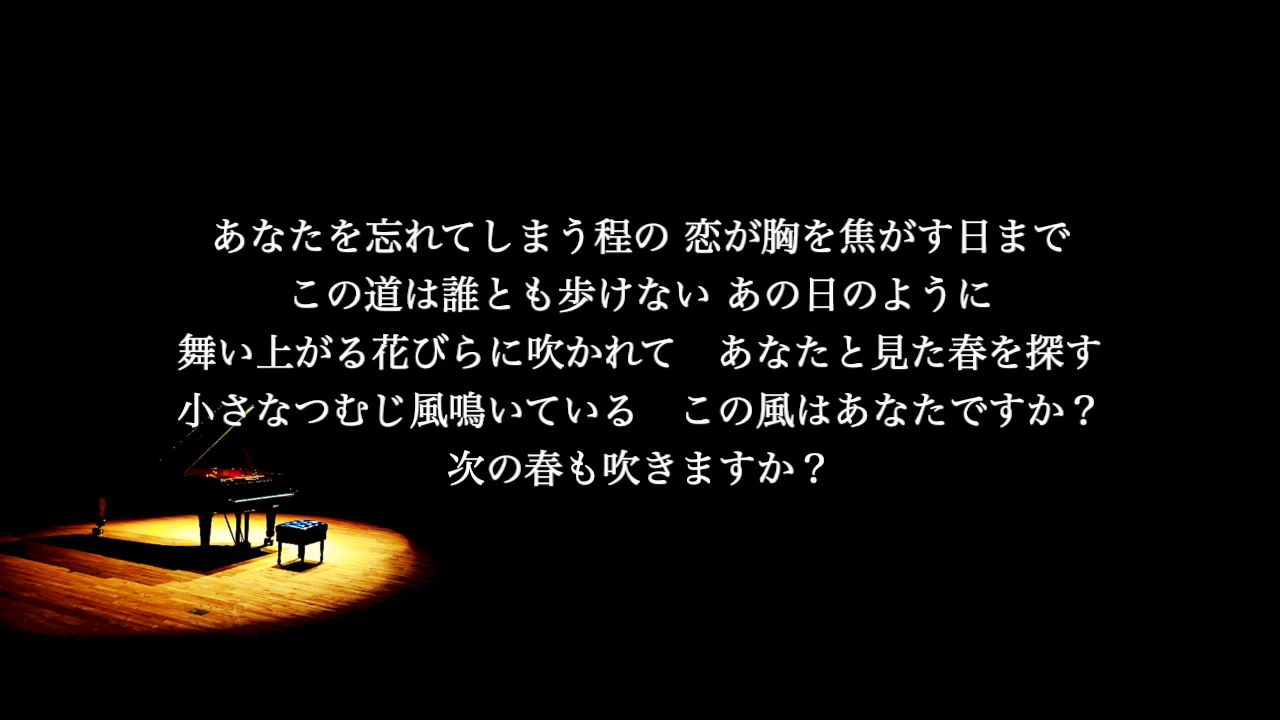 あなたを忘れてしまう程の 恋が胸を焦がす日まで
この道は誰とも歩けない あの日のように
舞い上がる花びらに吹かれて　あなたと見た春を探す
小さなつむじ風鳴いている　この風はあなたですか？
次の春も吹きますか？